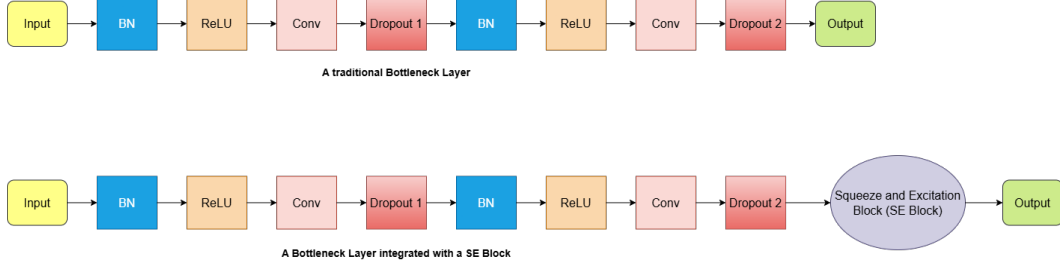 Input BN ReLU Conv Dropout 1 BN ReLU Conv Dropout 2 Output
A traditional Bottleneck Layer
Input BN ReLU Conv Dropout 1 BN ReLU Conv Dropout 2 Squeeze and Excitation Block (SE Block) Output
A Bottleneck Layer integrated with a SE Block